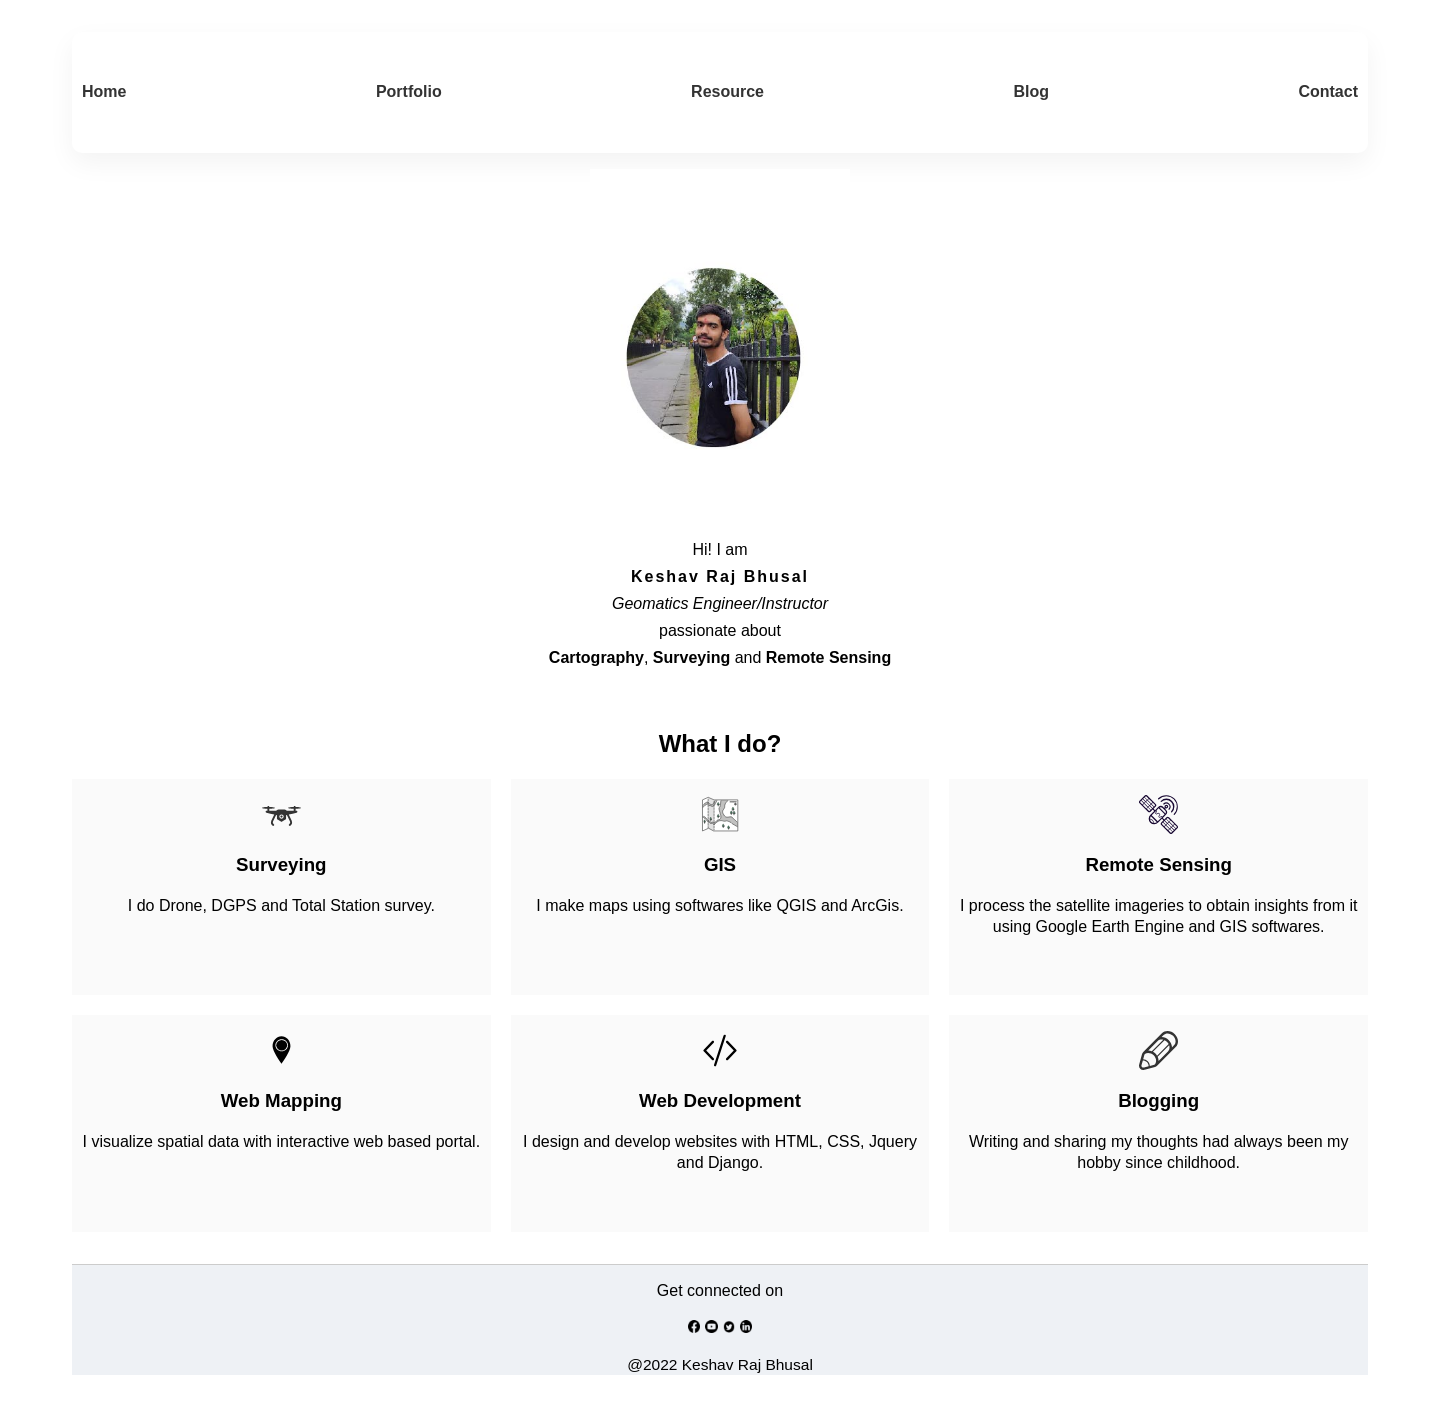 Home Portfolio Resource Blog Contact
Hi! I am
Keshav Raj Bhusal
Geomatics Engineer/Instructor
passionate about
Cartography, Surveying and Remote Sensing
What I do?
Surveying
I do Drone, DGPS and Total Station survey.
GIS
I make maps using softwares like QGIS and ArcGis.
Remote Sensing
I process the satellite imageries to obtain insights from it
using Google Earth Engine and GIS softwares.
Web Mapping
I visualize spatial data with interactive web based portal.
Web Development
I design and develop websites with HTML, CSS, Jquery
and Django.
Blogging
Writing and sharing my thoughts had always been my
hobby since childhood.
Get connected on
@2022 Keshav Raj Bhusal